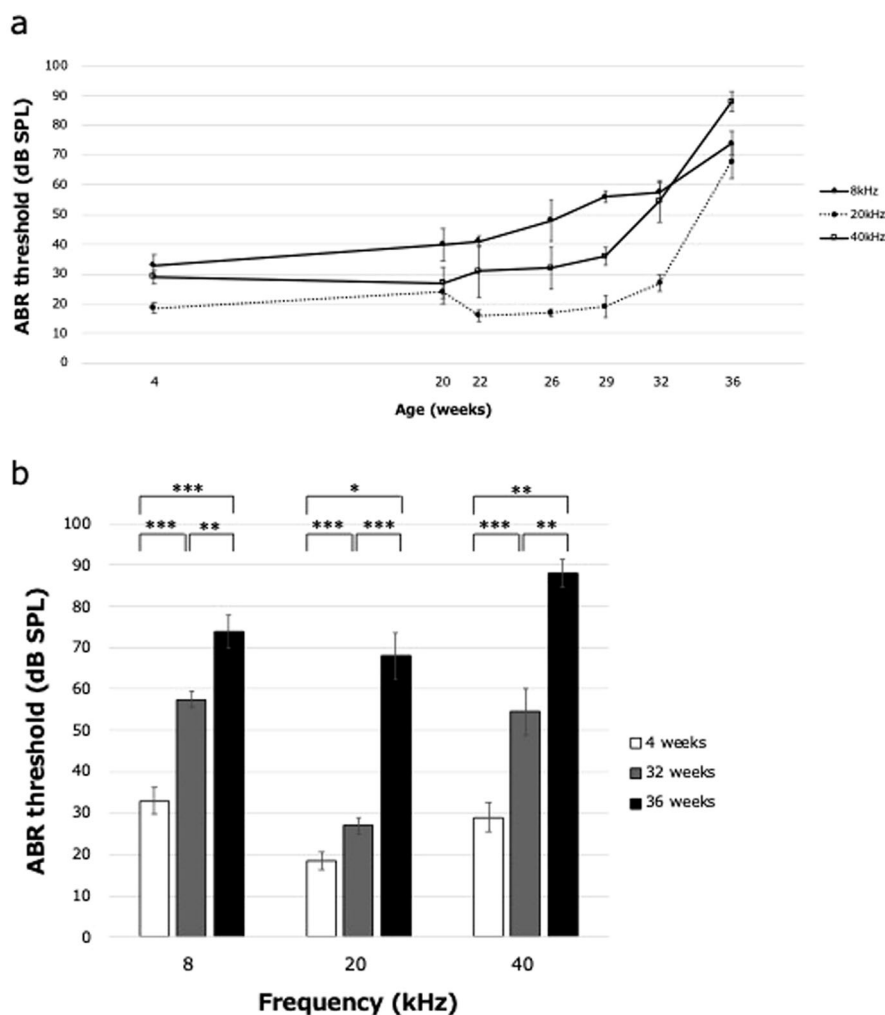 a
ABR threshold (dB SPL)
100
90
80
70
60
50
40
30
20
10
0
4 20 22 26 29 32 36
Age (weeks)
8kHz
20kHz
40kHz
b
ABR threshold (dB SPL)
*** * **
*** ** *** *** *** **
100
90
80
70
60
50
40
30
20
10
0
8 20 40
Frequency (kHz)
4 weeks
32 weeks
36 weeks